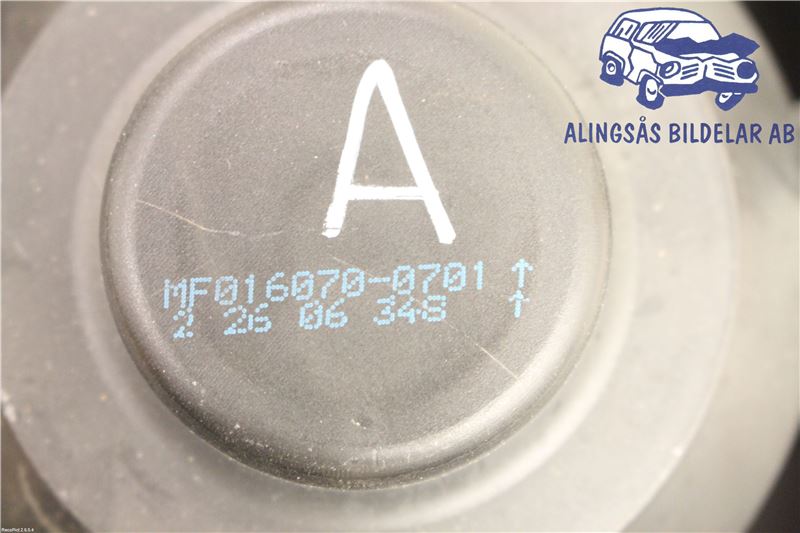 ALINGSÅS BILDELAR AB
A
MF016070-0701 ↑
2 26 06 348 ↑